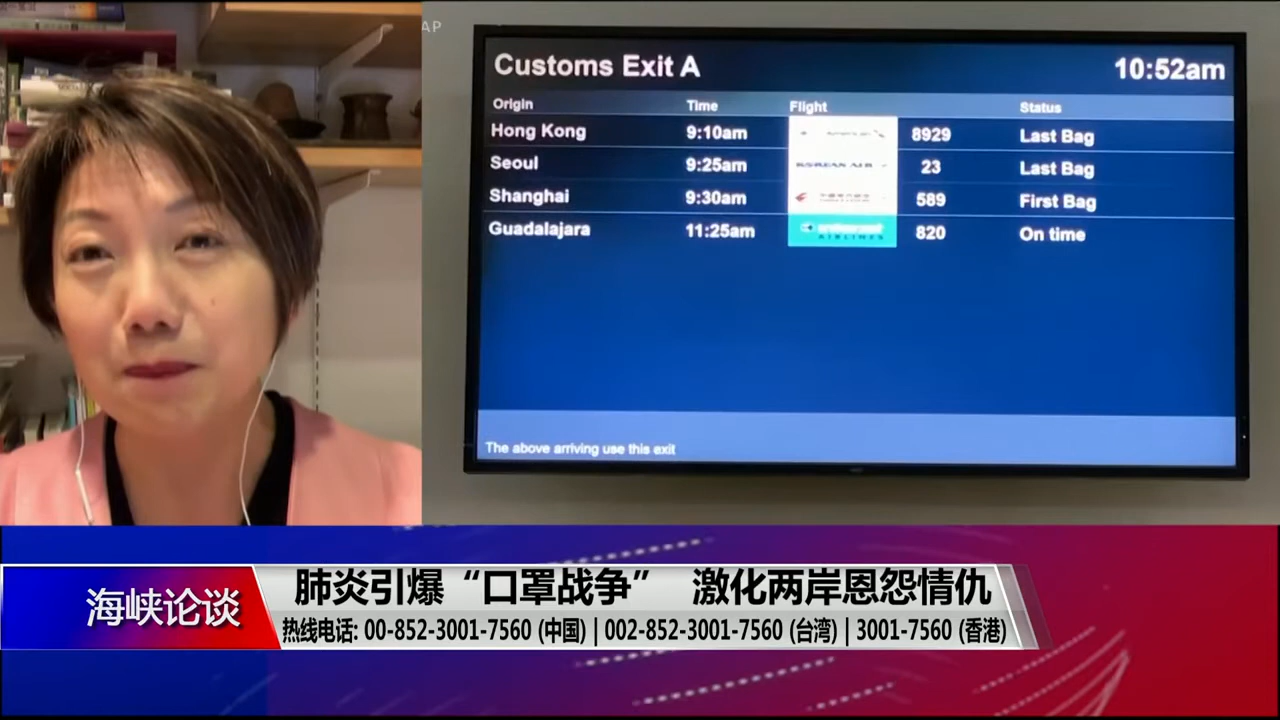 AP
Customs Exit A
10:52am
Origin Time Flight Status
Hong Kong 9:10am American 8929 Last Bag
Seoul 9:25am KOREAN AIR 23 Last Bag
Shanghai 9:30am 589 First Bag
Guadalajara 11:25am AIRLINES 820 On time
The above arriving use this exit
海峡论谈
肺炎引爆“口罩战争” 激化两岸恩怨情仇
热线电话: 00-852-3001-7560 (中国) | 002-852-3001-7560 (台湾) | 3001-7560 (香港)